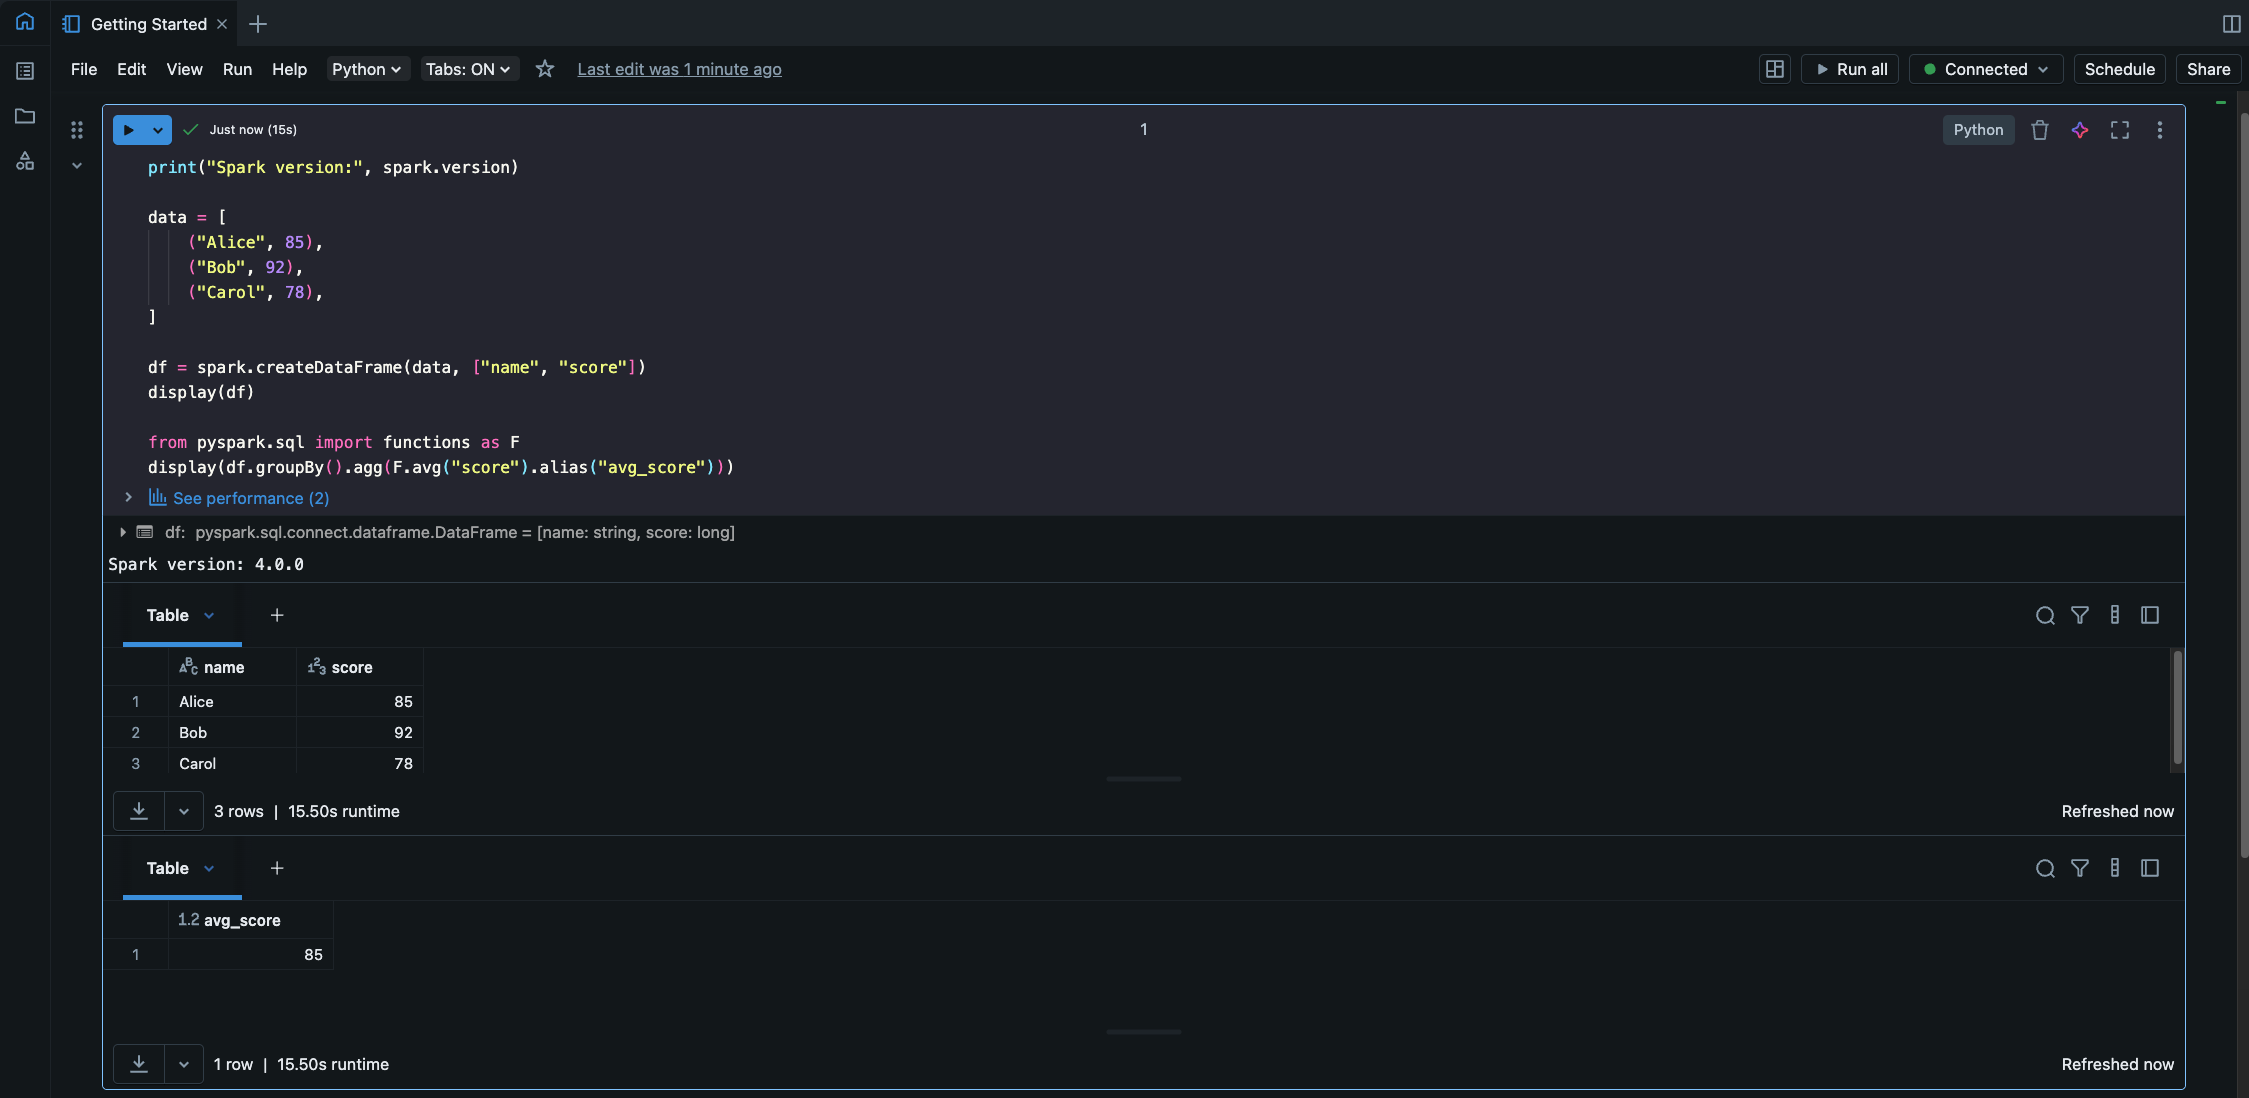 Getting Started
File Edit View Run Help Python Tabs: ON Last edit was 1 minute ago Run all Connected Schedule Share
Just now (15s) 1 Python
print("Spark version:", spark.version)
data = [
    ("Alice", 85),
    ("Bob", 92),
    ("Carol", 78),
]
df = spark.createDataFrame(data, ["name", "score"])
display(df)
from pyspark.sql import functions as F
display(df.groupBy().agg(F.avg("score").alias("avg_score")))
See performance (2)
df: pyspark.sql.connect.dataframe.DataFrame = [name: string, score: long]
Spark version: 4.0.0
Table
ABC name 123 score
1 Alice 85
2 Bob 92
3 Carol 78
3 rows | 15.50s runtime Refreshed now
Table
1.2 avg_score
1 85
1 row | 15.50s runtime Refreshed now